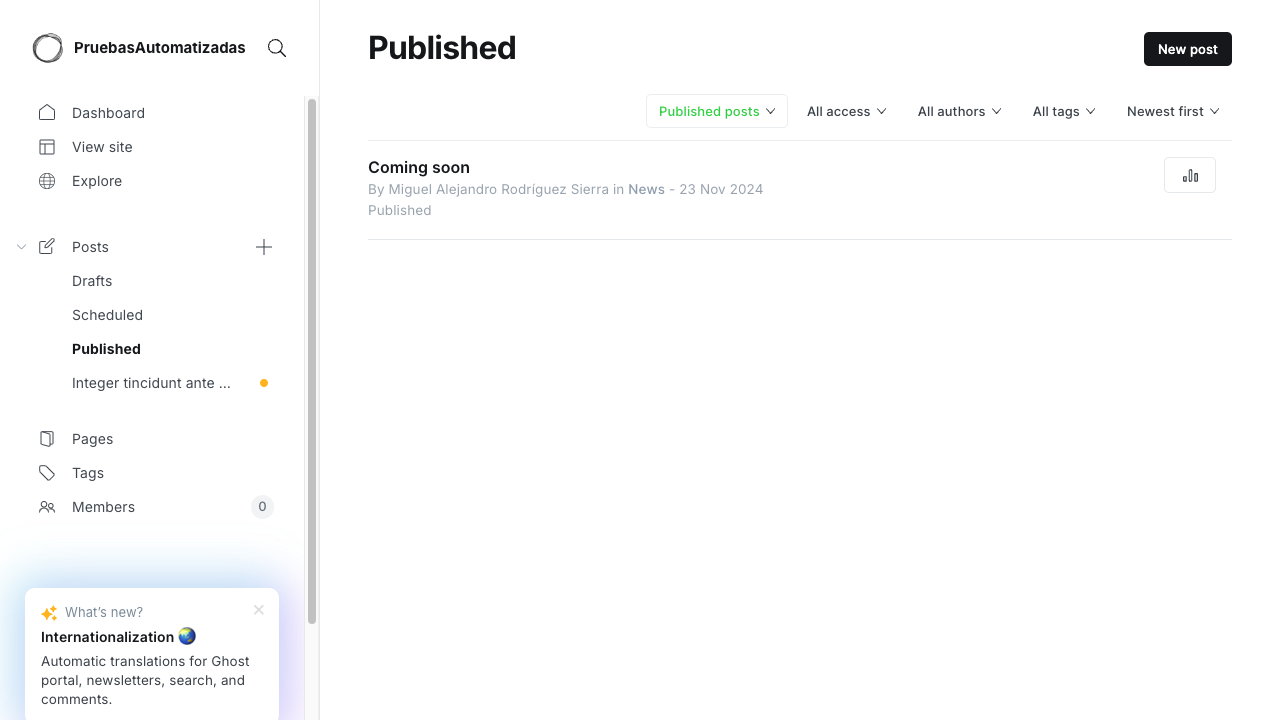 PruebasAutomatizadas
Dashboard
View site
Explore
Posts
Drafts
Scheduled
Published
Integer tincidunt ante ...
Pages
Tags
Members
0
What's new?
Internationalization 🌏
Automatic translations for Ghost
portal, newsletters, search, and
comments.
Published
New post
Published posts
All access
All authors
All tags
Newest first
Coming soon
By Miguel Alejandro Rodríguez Sierra in News - 23 Nov 2024
Published